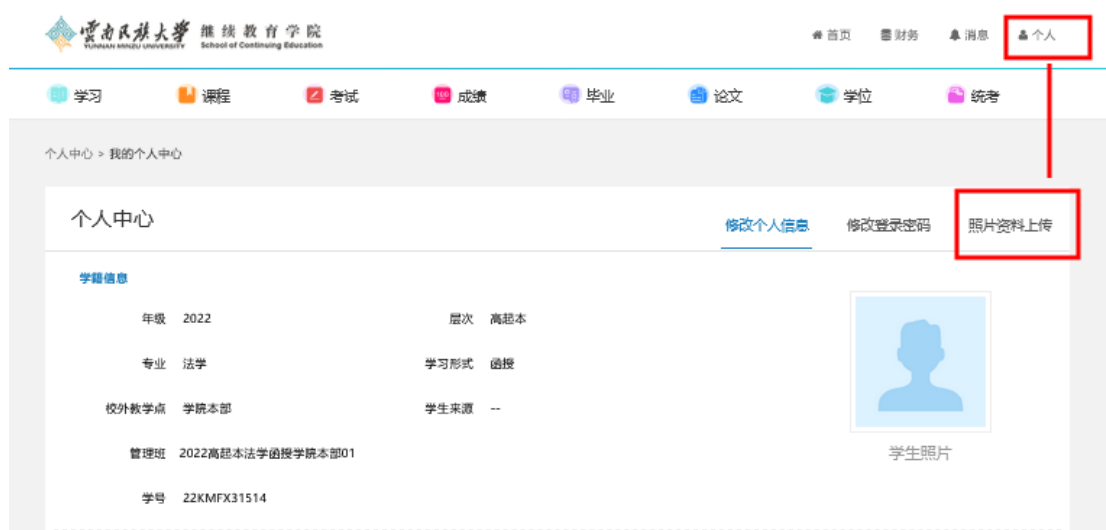 雲南民族大學 继续教育学院
YUNNAN MINZU UNIVERSITY School of Continuing Education
首页 财务 消息 个人
学习 课程 考试 100 成绩 毕业 论文 学位 统考
个人中心 > 我的个人中心
个人中心 修改个人信息 修改登录密码 照片资料上传
学籍信息
年级 2022 层次 高起本
专业 法学 学习形式 函授
校外教学点 学院本部 学生来源 --
管理班 2022高起本法学函授学院本部01
学生照片
学号 22KMFX31514